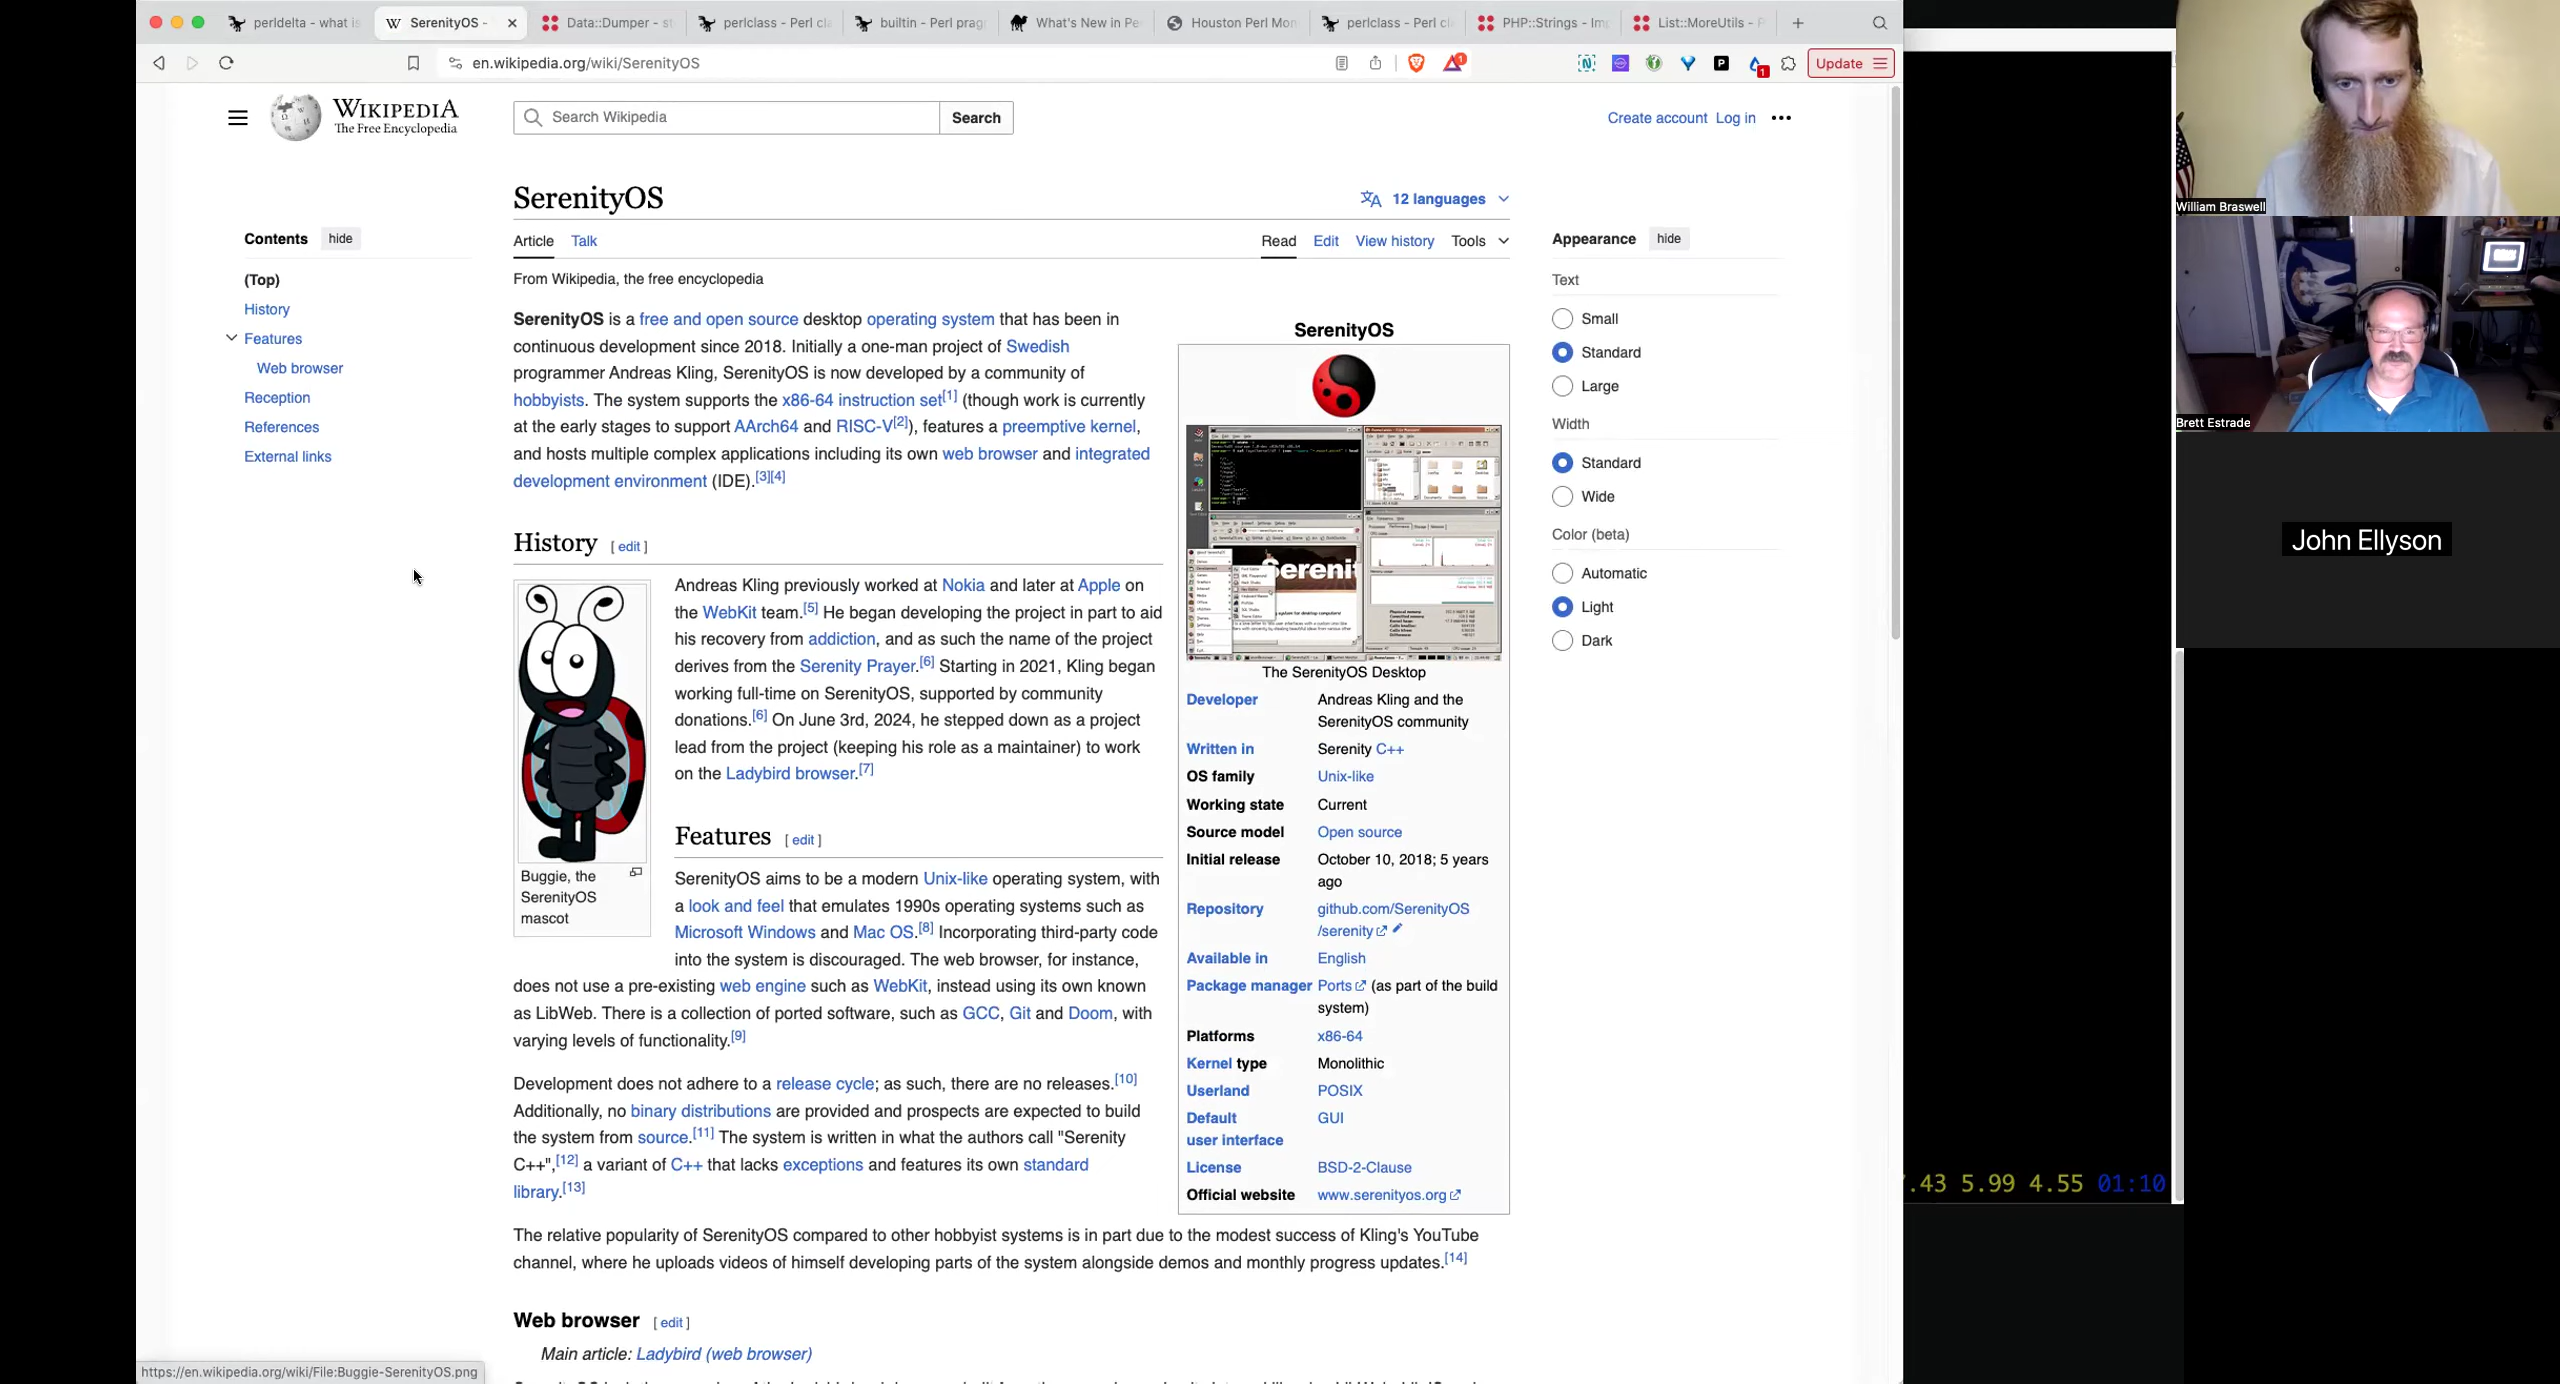 perldelta - what is
SerenityOS -
Data::Dumper - st
perlclass - Perl cla
builtin - Perl prag
What's New in Pe
Houston Perl Mon
perlclass - Perl cl
PHP::Strings - Im
List::MoreUtils - P
en.wikipedia.org/wiki/SerenityOS
1
P
1
Update
WIKIPEDIA
The Free Encyclopedia
Search Wikipedia
Search
Create account Log in
SerenityOS
12 languages
Article Talk
Read Edit View history Tools
From Wikipedia, the free encyclopedia
Contents hide
(Top)
History
Features
Web browser
Reception
References
External links
SerenityOS is a free and open source desktop operating system that has been in
continuous development since 2018. Initially a one-man project of Swedish
programmer Andreas Kling, SerenityOS is now developed by a community of
hobbyists. The system supports the x86-64 instruction set[1] (though work is currently
at the early stages to support AArch64 and RISC-V[2]), features a preemptive kernel,
and hosts multiple complex applications including its own web browser and integrated
development environment (IDE).[3][4]
History [ edit ]
Andreas Kling previously worked at Nokia and later at Apple on
the WebKit team.[5] He began developing the project in part to aid
his recovery from addiction, and as such the name of the project
derives from the Serenity Prayer.[6] Starting in 2021, Kling began
working full-time on SerenityOS, supported by community
donations.[6] On June 3rd, 2024, he stepped down as a project
lead from the project (keeping his role as a maintainer) to work
on the Ladybird browser.[7]
Buggie, the
SerenityOS
mascot
Features [ edit ]
SerenityOS aims to be a modern Unix-like operating system, with
a look and feel that emulates 1990s operating systems such as
Microsoft Windows and Mac OS.[8] Incorporating third-party code
into the system is discouraged. The web browser, for instance,
does not use a pre-existing web engine such as WebKit, instead using its own known
as LibWeb. There is a collection of ported software, such as GCC, Git and Doom, with
varying levels of functionality.[9]
Development does not adhere to a release cycle; as such, there are no releases.[10]
Additionally, no binary distributions are provided and prospects are expected to build
the system from source.[11] The system is written in what the authors call "Serenity
C++",[12] a variant of C++ that lacks exceptions and features its own standard
library.[13]
The relative popularity of SerenityOS compared to other hobbyist systems is in part due to the modest success of Kling's YouTube
channel, where he uploads videos of himself developing parts of the system alongside demos and monthly progress updates.[14]
Web browser [ edit ]
Main article: Ladybird (web browser)
https://en.wikipedia.org/wiki/File:Buggie-SerenityOS.png
SerenityOS
Serenit
The SerenityOS Desktop
Developer Andreas Kling and the
SerenityOS community
Written in Serenity C++
OS family Unix-like
Working state Current
Source model Open source
Initial release October 10, 2018; 5 years
ago
Repository github.com/SerenityOS
/serenity
Available in English
Package manager Ports (as part of the build
system)
Platforms x86-64
Kernel type Monolithic
Userland POSIX
Default GUI
user interface
License BSD-2-Clause
Official website www.serenityos.org
Appearance hide
Text
Small
Standard
Large
Width
Standard
Wide
Color (beta)
Automatic
Light
Dark
.43 5.99 4.55 01:10
William Braswell
Brett Estrade
John Ellyson